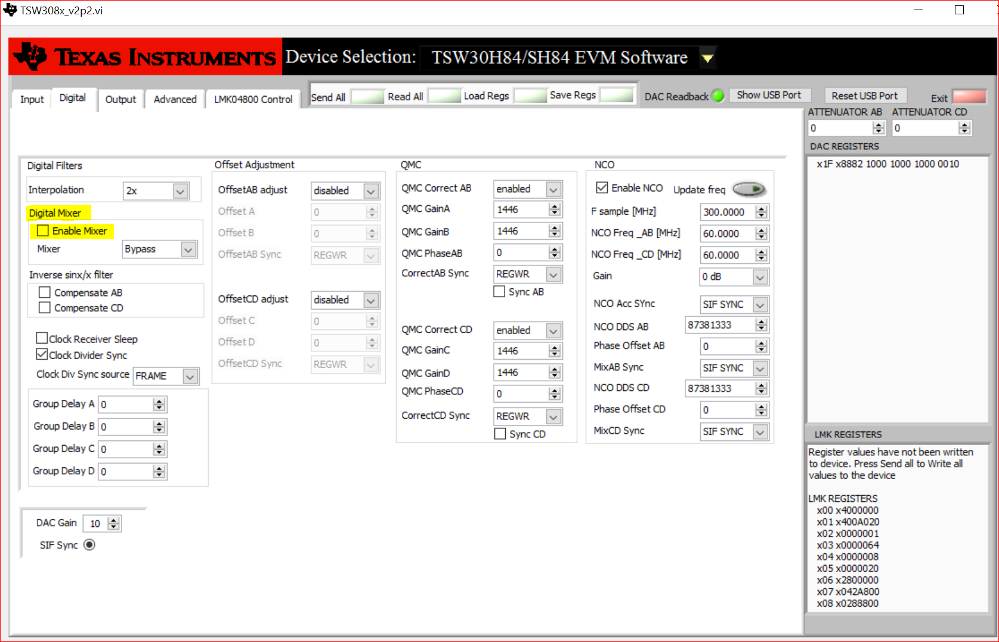 TSW308x_v2p2.vi
TEXAS INSTRUMENTS
Device Selection: TSW30H84/SH84 EVM Software
Input
Digital
Output
Advanced
LMK04800 Control
Send All
Read All
Load Regs
Save Regs
DAC Readback
Show USB Port
Reset USB Port
Exit
Digital Filters
Interpolation 2x
Digital Mixer
Enable Mixer
Mixer Bypass
Inverse sinx/x filter
Compensate AB
Compensate CD
Clock Receiver Sleep
Clock Divider Sync
Clock Div Sync source FRAME
Group Delay A 0
Group Delay B 0
Group Delay C 0
Group Delay D 0
DAC Gain 10
SIF Sync
Offset Adjustment
OffsetAB adjust disabled
Offset A 0
Offset B 0
OffsetAB Sync REGWR
OffsetCD adjust disabled
Offset C 0
Offset D 0
OffsetCD Sync REGWR
QMC
QMC Correct AB enabled
QMC GainA 1446
QMC GainB 1446
QMC PhaseAB 0
CorrectAB Sync REGWR
Sync AB
QMC Correct CD enabled
QMC GainC 1446
QMC GainD 1446
QMC PhaseCD 0
CorrectCD Sync REGWR
Sync CD
NCO
Enable NCO Update freq
F sample [MHz] 300.0000
NCO Freq _AB [MHz] 60.0000
NCO Freq _CD [MHz] 60.0000
Gain 0 dB
NCO Acc SYnc SIF SYNC
NCO DDS AB 87381333
Phase Offset AB 0
MixAB Sync SIF SYNC
NCO DDS CD 87381333
Phase Offset CD 0
MixCD Sync SIF SYNC
ATTENUATOR AB ATTENUATOR CD
0 0
DAC REGISTERS
x1F x8882 1000 1000 1000 0010
LMK REGISTERS
Register values have not been written
to device. Press Send all to Write all
values to the device
LMK REGISTERS
x00 x4000000
x01 x400A020
x02 x0000001
x03 x0000064
x04 x0000008
x05 x0000020
x06 x2800000
x07 x042A800
x08 x0288800